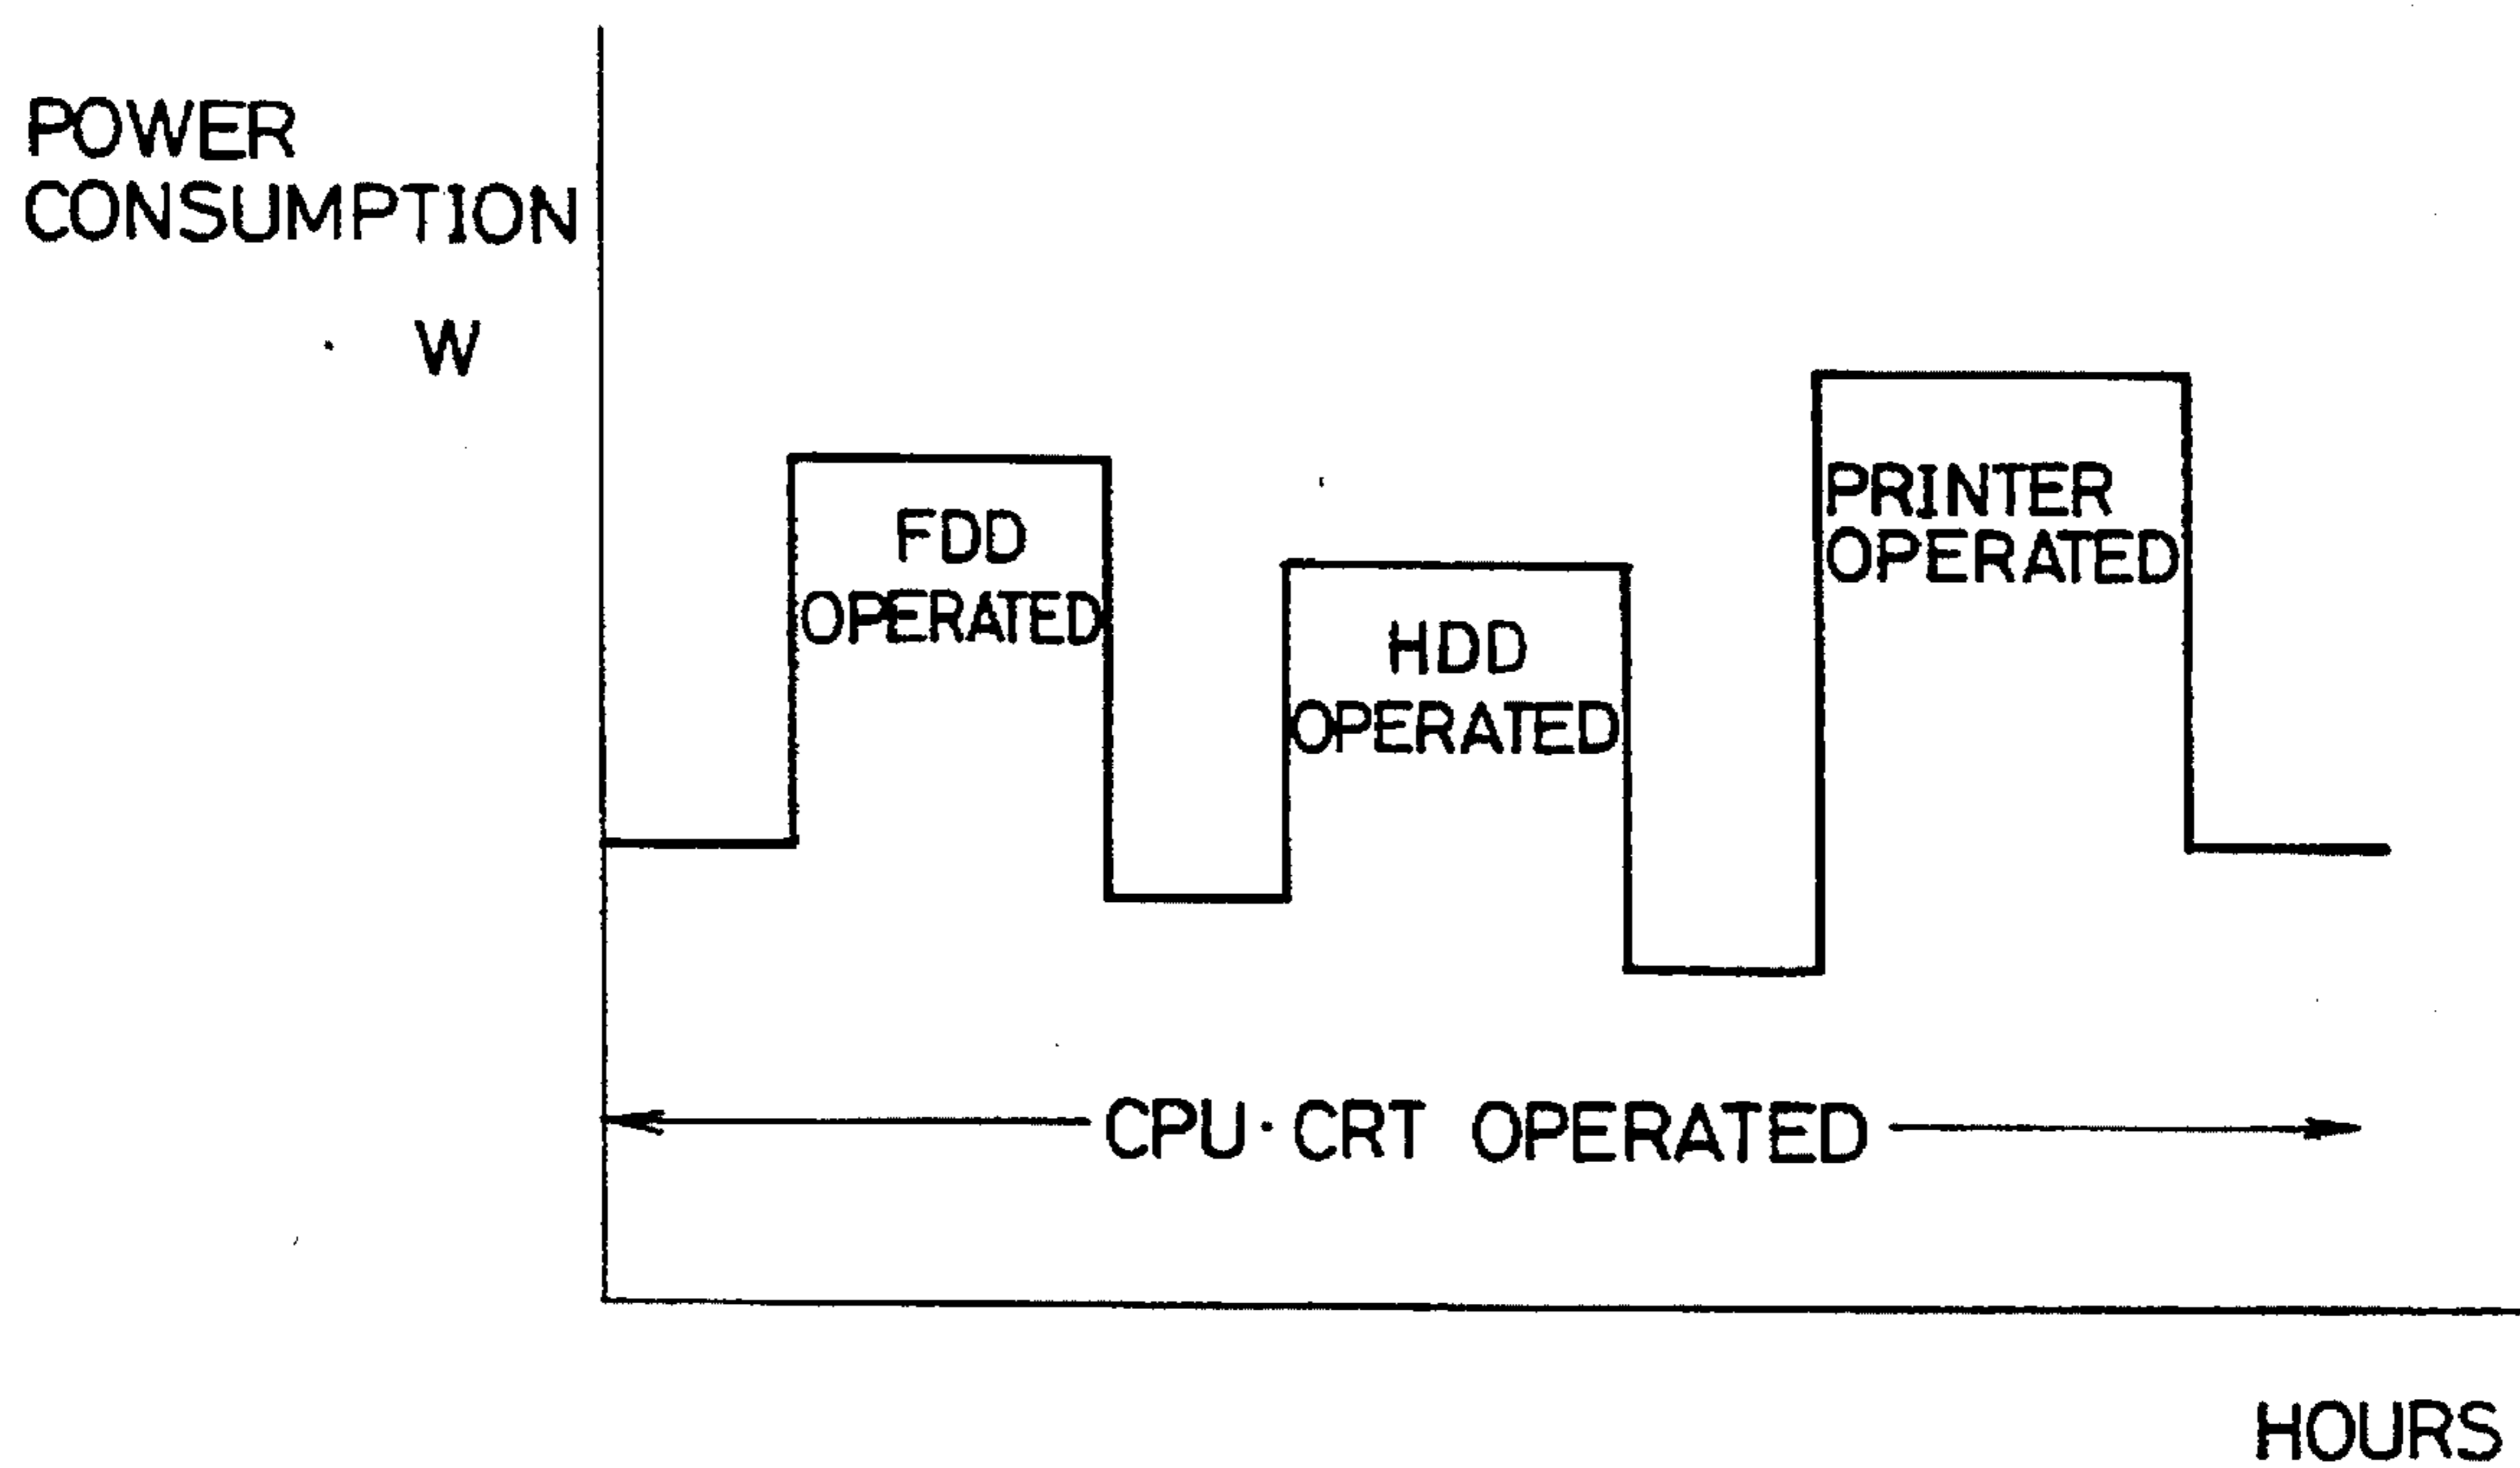 POWER
CONSUMPTION
W
FDD
OPERATED
HDD
OPERATED
PRINTER
OPERATED
CPU·CRT OPERATED
HOURS